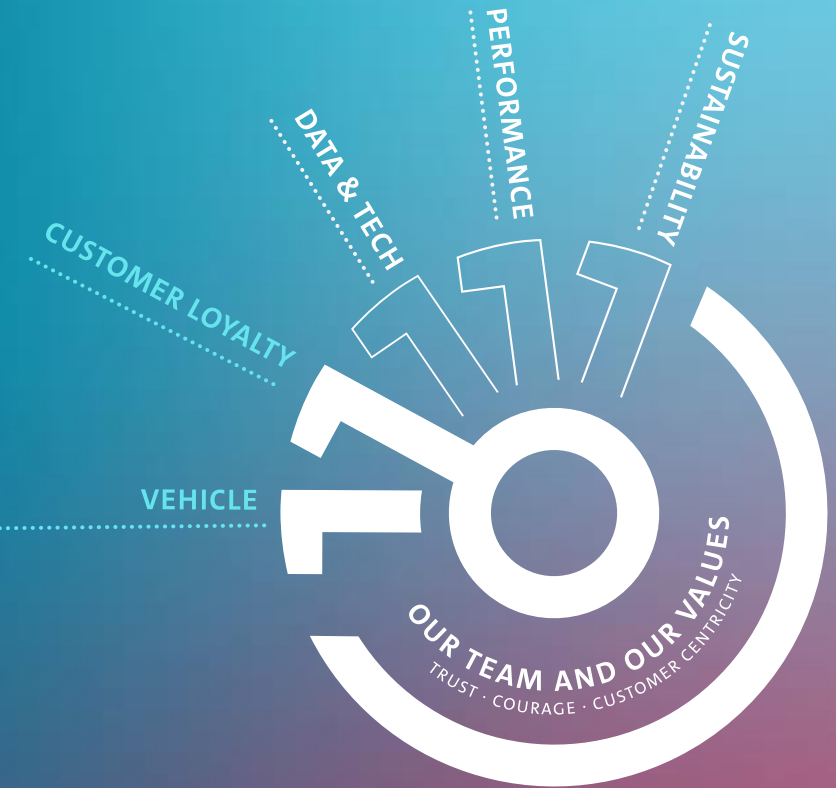 VEHICLE
CUSTOMER LOYALTY
DATA & TECH
PERFORMANCE
SUSTAINABILITY
OUR TEAM AND OUR VALUES
TRUST · COURAGE · CUSTOMER CENTRICITY